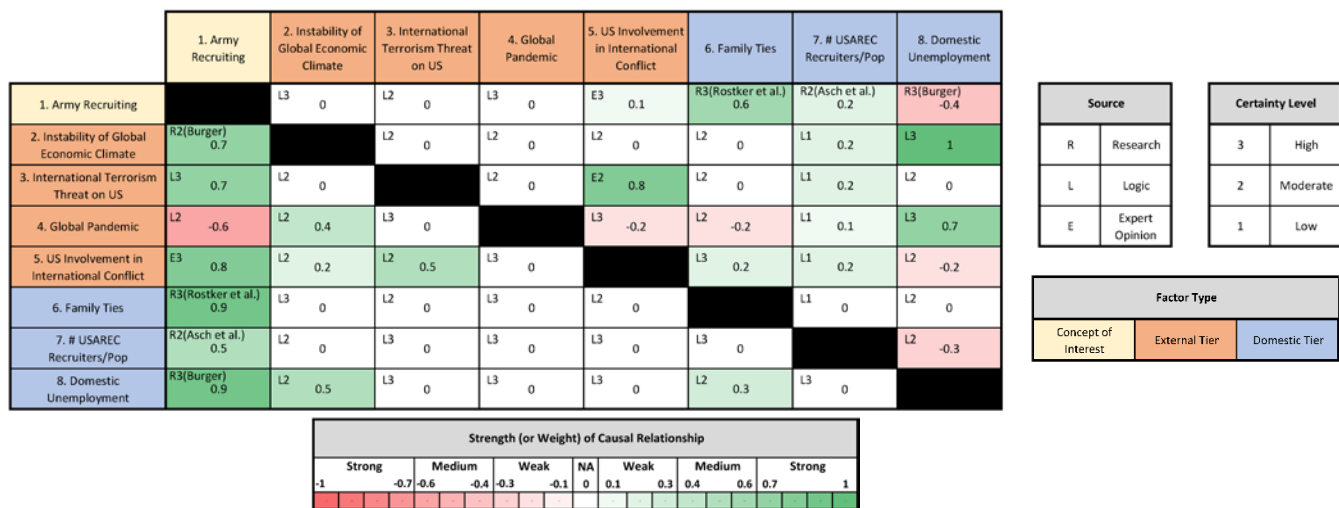 1. Army
Recruiting
2. Instability of
Global Economic
Climate
3. International
Terrorism Threat
on US
4. Global
Pandemic
5. US Involvement
in International
Conflict
6. Family Ties
7. # USAREC
Recruiters/Pop
8. Domestic
Unemployment
1. Army Recruiting
L3 0
L2 0
L3 0
E3 0.1
R3(Rostker et al.) 0.6
R2(Asch et al.) 0.2
R3(Burger) -0.4
2. Instability of Global
Economic Climate
R2(Burger) 0.7
L2 0
L2 0
L2 0
L2 0
L1 0.2
L3 1
3. International Terrorism
Threat on US
L3 0.7
L2 0
L2 0
E2 0.8
L2 0
L1 0.2
L2 0
4. Global Pandemic
L2 -0.6
L2 0.4
L3 0
L3 -0.2
L2 -0.2
L1 0.1
L3 0.7
5. US Involvement in
International Conflict
E3 0.8
L2 0.2
L2 0.5
L3 0
L3 0.2
L1 0.2
L2 -0.2
6. Family Ties
R3(Rostker et al.) 0.9
L3 0
L2 0
L3 0
L2 0
L1 0
L2 0
7. # USAREC
Recruiters/Pop
R2(Asch et al.) 0.5
L2 0
L2 0
L3 0
L3 0
L3 0
L2 -0.3
8. Domestic
Unemployment
R3(Burger) 0.9
L2 0.5
L3 0
L3 0
L3 0
L2 0.3
L3 0
Source
R Research
L Logic
E Expert
Opinion
Certainty Level
3 High
2 Moderate
1 Low
Factor Type
Concept of
Interest
External Tier
Domestic Tier
Strength (or Weight) of Causal Relationship
Strong Medium Weak NA Weak Medium Strong
-1 -0.7 -0.6 -0.4 -0.3 -0.1 0 0.1 0.3 0.4 0.6 0.7 1